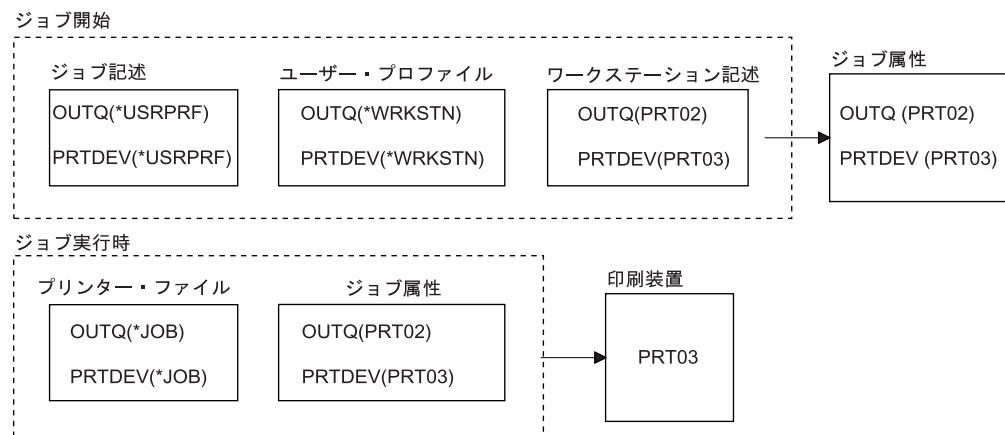 ジョブ開始
ジョブ記述
ユーザー・プロファイル
ワークステーション記述
ジョブ属性
OUTQ(*USRPRF)
PRTDEV(*USRPRF)
OUTQ(*WRKSTN)
PRTDEV(*WRKSTN)
OUTQ(PRT02)
PRTDEV(PRT03)
OUTQ (PRT02)
PRTDEV (PRT03)
ジョブ実行時
プリンター・ファイル
ジョブ属性
印刷装置
OUTQ(*JOB)
PRTDEV(*JOB)
OUTQ(PRT02)
PRTDEV(PRT03)
PRT03